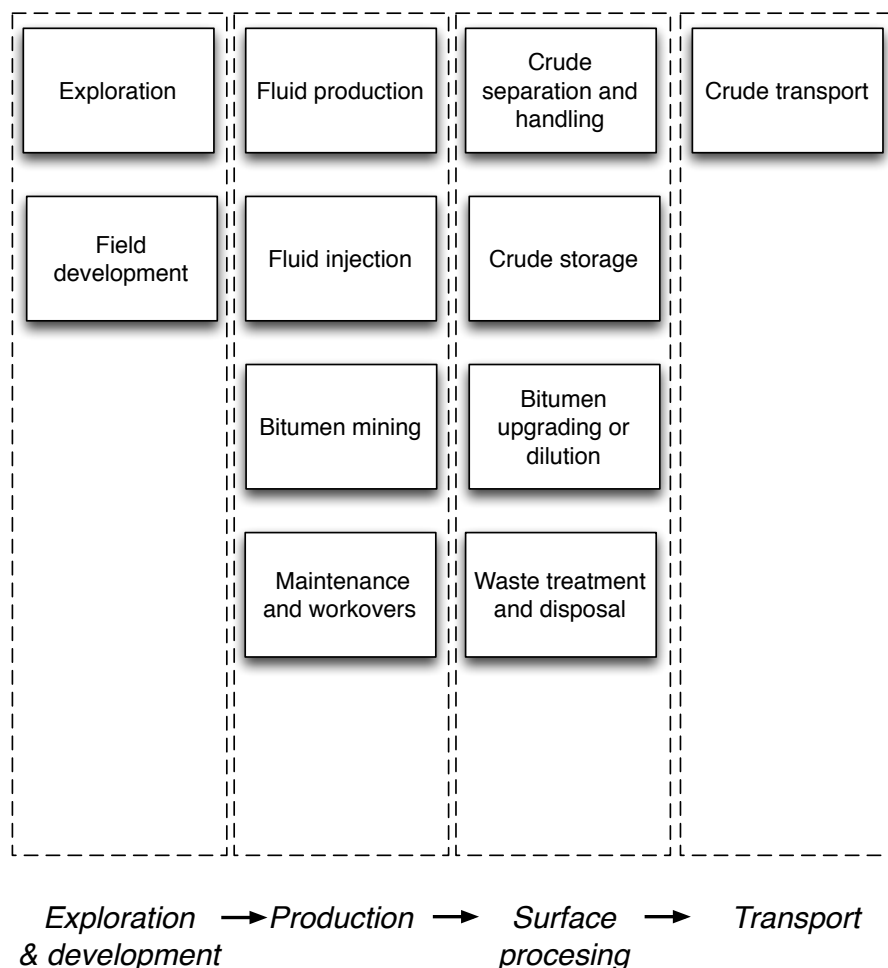 Exploration
Field
development
Fluid production
Fluid injection
Bitumen mining
Maintenance
and workovers
Crude
separation and
handling
Crude storage
Bitumen
upgrading or
dilution
Waste treatment
and disposal
Crude transport
Exploration
& development
Production
Surface
procesing
Transport